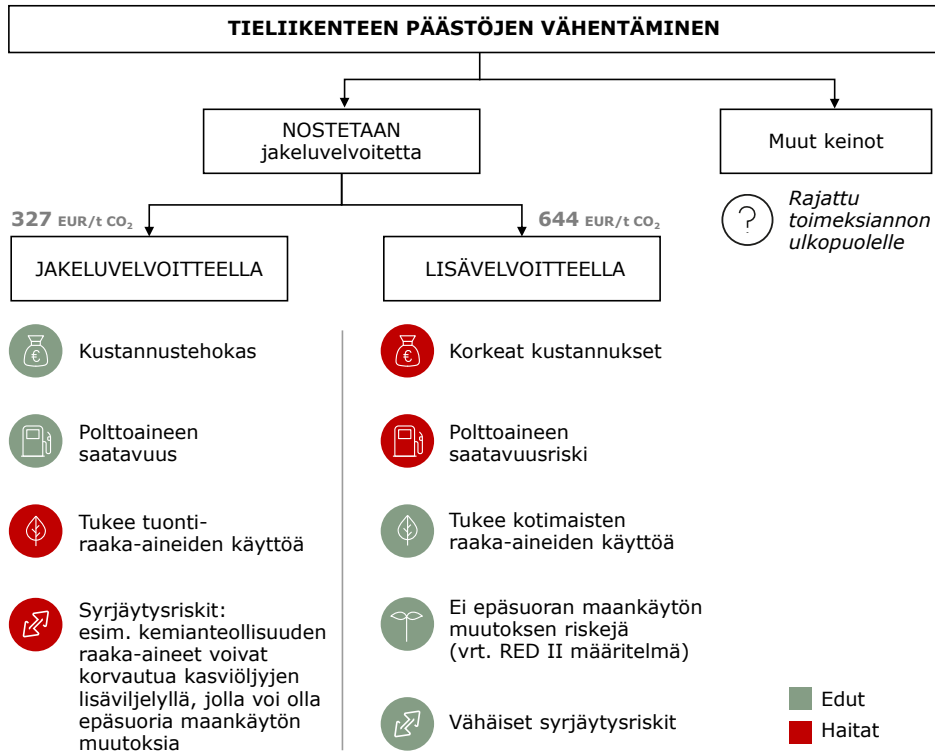 TIELIIKENTEEN PÄÄSTÖJEN VÄHENTÄMINEN
NOSTETAAN
jakeluvelvoitetta
Muut keinot
327 EUR/t CO₂
644 EUR/t CO₂
?
Rajattu
toimeksiannon
ulkopuolelle
JAKELUVELVOITTEELLA
LISÄVELVOITTEELLA
€
Kustannustehokas
Polttoaineen
saatavuus
Tukee tuonti-
raaka-aineiden käyttöä
Syrjäytysriskit:
esim. kemianteollisuuden
raaka-aineet voivat
korvautua kasviöljyjen
lisäviljelyllä, jolla voi olla
epäsuoria maankäytön
muutoksia
€
Korkeat kustannukset
Polttoaineen
saatavuusriski
Tukee kotimaisten
raaka-aineiden käyttöä
Ei epäsuoran maankäytön
muutoksen riskejä
(vrt. RED II määritelmä)
Vähäiset syrjäytysriskit
Edut
Haitat